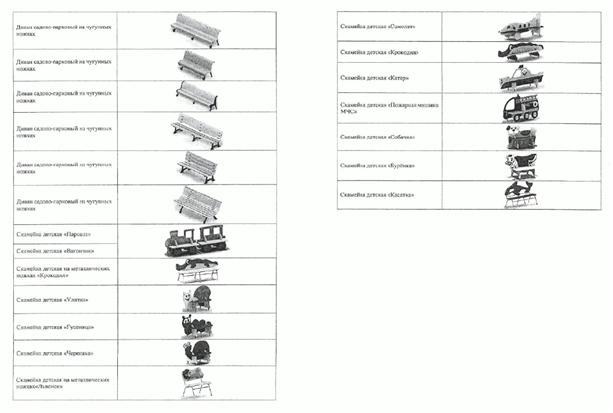 Диван садово-парковый на чугунных
ножках
Диван садово-парковый на чугунных
ножках
Диван садово-парковый на чугунных
ножках
Диван садово-парковый на чугунных
ножках
Диван садово-парковый на чугунных
ножках
Диван садово-парковый на чугунных
ножках
Скамейка детская «Паровоз»
Скамейка детская «Вагончик»
Скамейка детская на металлических
ножках «Крокодил»
Скамейка детская «Улитка»
Скамейка детская «Гусеница»
Скамейка детская «Черепаха»
Скамейка детская на металлических
ножках«Львенок»
Скамейка детская «Самолет»
Скамейка детская «Крокодил»
Скамейка детская «Катер»
Скамейка детская «Пожарная машина
МЧС»
Скамейка детская «Собачка»
Скамейка детская «Бурёнка»
Скамейка детская «Касатка»